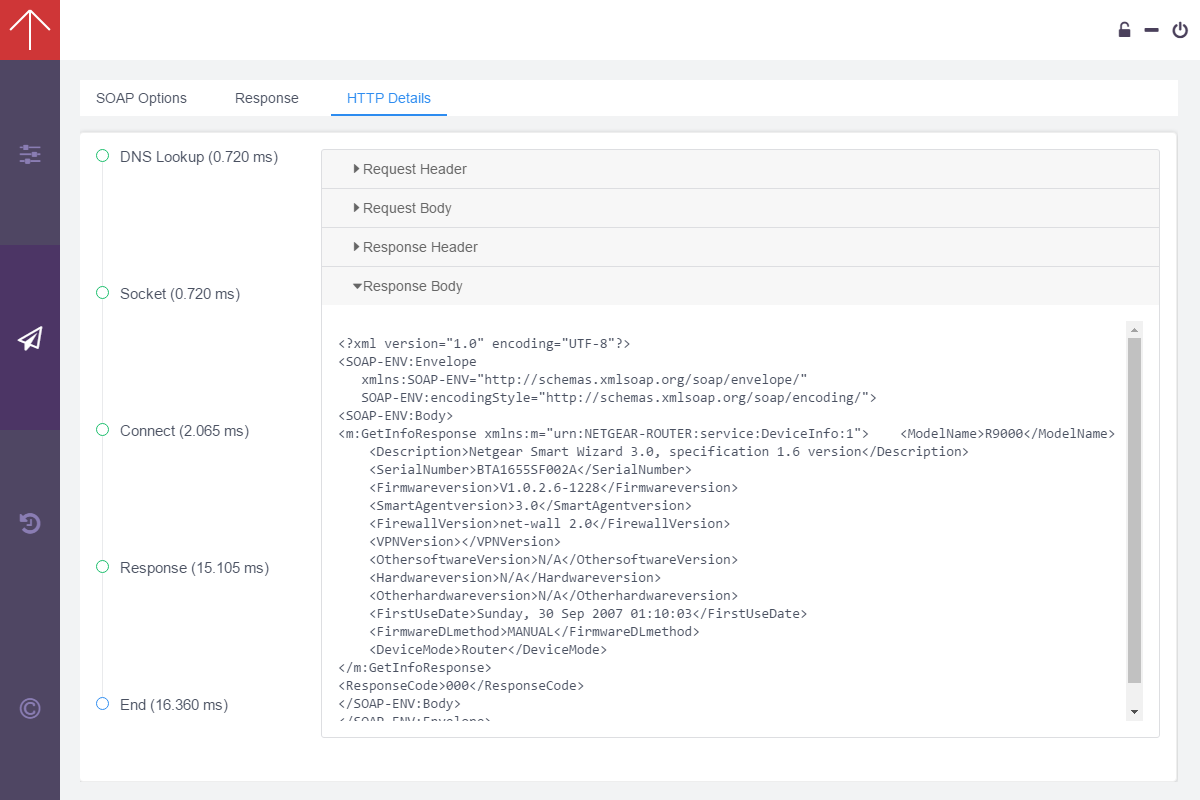 SOAP Options Response HTTP Details
DNS Lookup (0.720 ms)
Socket (0.720 ms)
Connect (2.065 ms)
Response (15.105 ms)
End (16.360 ms)
Request Header
Request Body
Response Header
Response Body
<?xml version="1.0" encoding="UTF-8"?>
<SOAP-ENV:Envelope
xmlns:SOAP-ENV="http://schemas.xmlsoap.org/soap/envelope/"
SOAP-ENV:encodingStyle="http://schemas.xmlsoap.org/soap/encoding/">
<SOAP-ENV:Body>
<m:GetInfoResponse xmlns:m="urn:NETGEAR-ROUTER:service:DeviceInfo:1"> <ModelName>R9000</ModelName>
<Description>Netgear Smart Wizard 3.0, specification 1.6 version</Description>
<SerialNumber>BTA1655SF002A</SerialNumber>
<Firmwareversion>V1.0.2.6-1228</Firmwareversion>
<SmartAgentversion>3.0</SmartAgentversion>
<FirewallVersion>net-wall 2.0</FirewallVersion>
<VPNVersion></VPNVersion>
<OthersoftwareVersion>N/A</OthersoftwareVersion>
<Hardwareversion>N/A</Hardwareversion>
<Otherhardwareversion>N/A</Otherhardwareversion>
<FirstUseDate>Sunday, 30 Sep 2007 01:10:03</FirstUseDate>
<FirmwareDLmethod>MANUAL</FirmwareDLmethod>
<DeviceMode>Router</DeviceMode>
</m:GetInfoResponse>
<ResponseCode>000</ResponseCode>
</SOAP-ENV:Body>
</SOAP-ENV:Envelope>